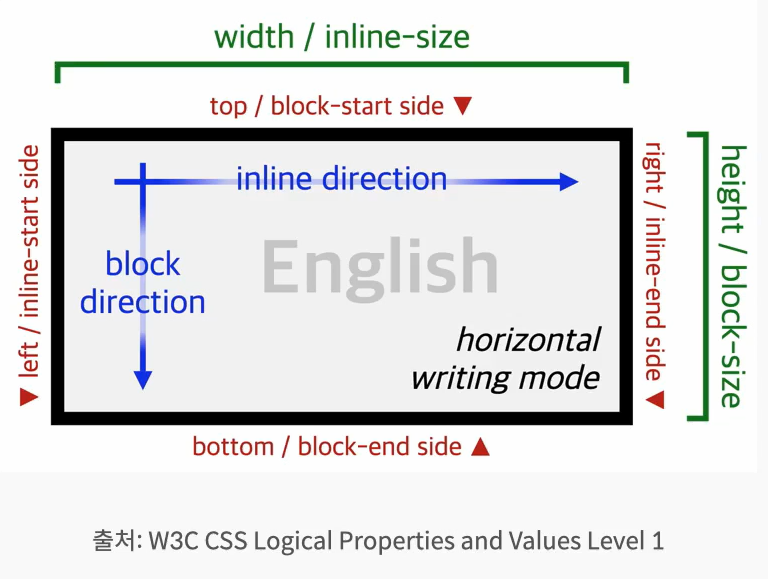 width / inline-size
top / block-start side ▼
▼ left / inline-start side
inline direction
block
direction
English
horizontal
writing mode
right / inline-end side ▼
height / block-size
bottom / block-end side ▲
출처: W3C CSS Logical Properties and Values Level 1